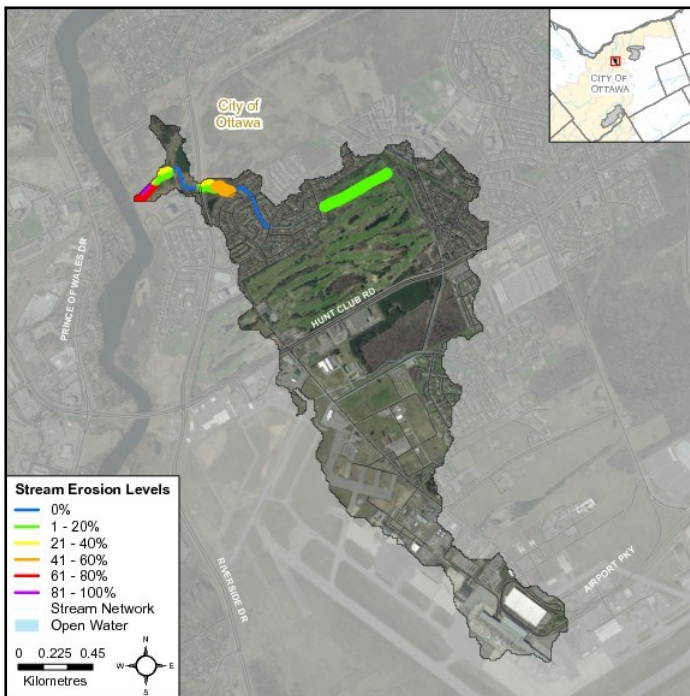 City of
Ottawa
CITY OF
OTTAWA
PRINCE OF WALES DR
HUNT CLUB RD
RIVERSIDE DR
AIRPORT PKY
Stream Erosion Levels
0%
1 - 20%
21 - 40%
41 - 60%
61 - 80%
81 - 100%
Stream Network
Open Water
0 0.225 0.45
Kilometres
N
W E
S